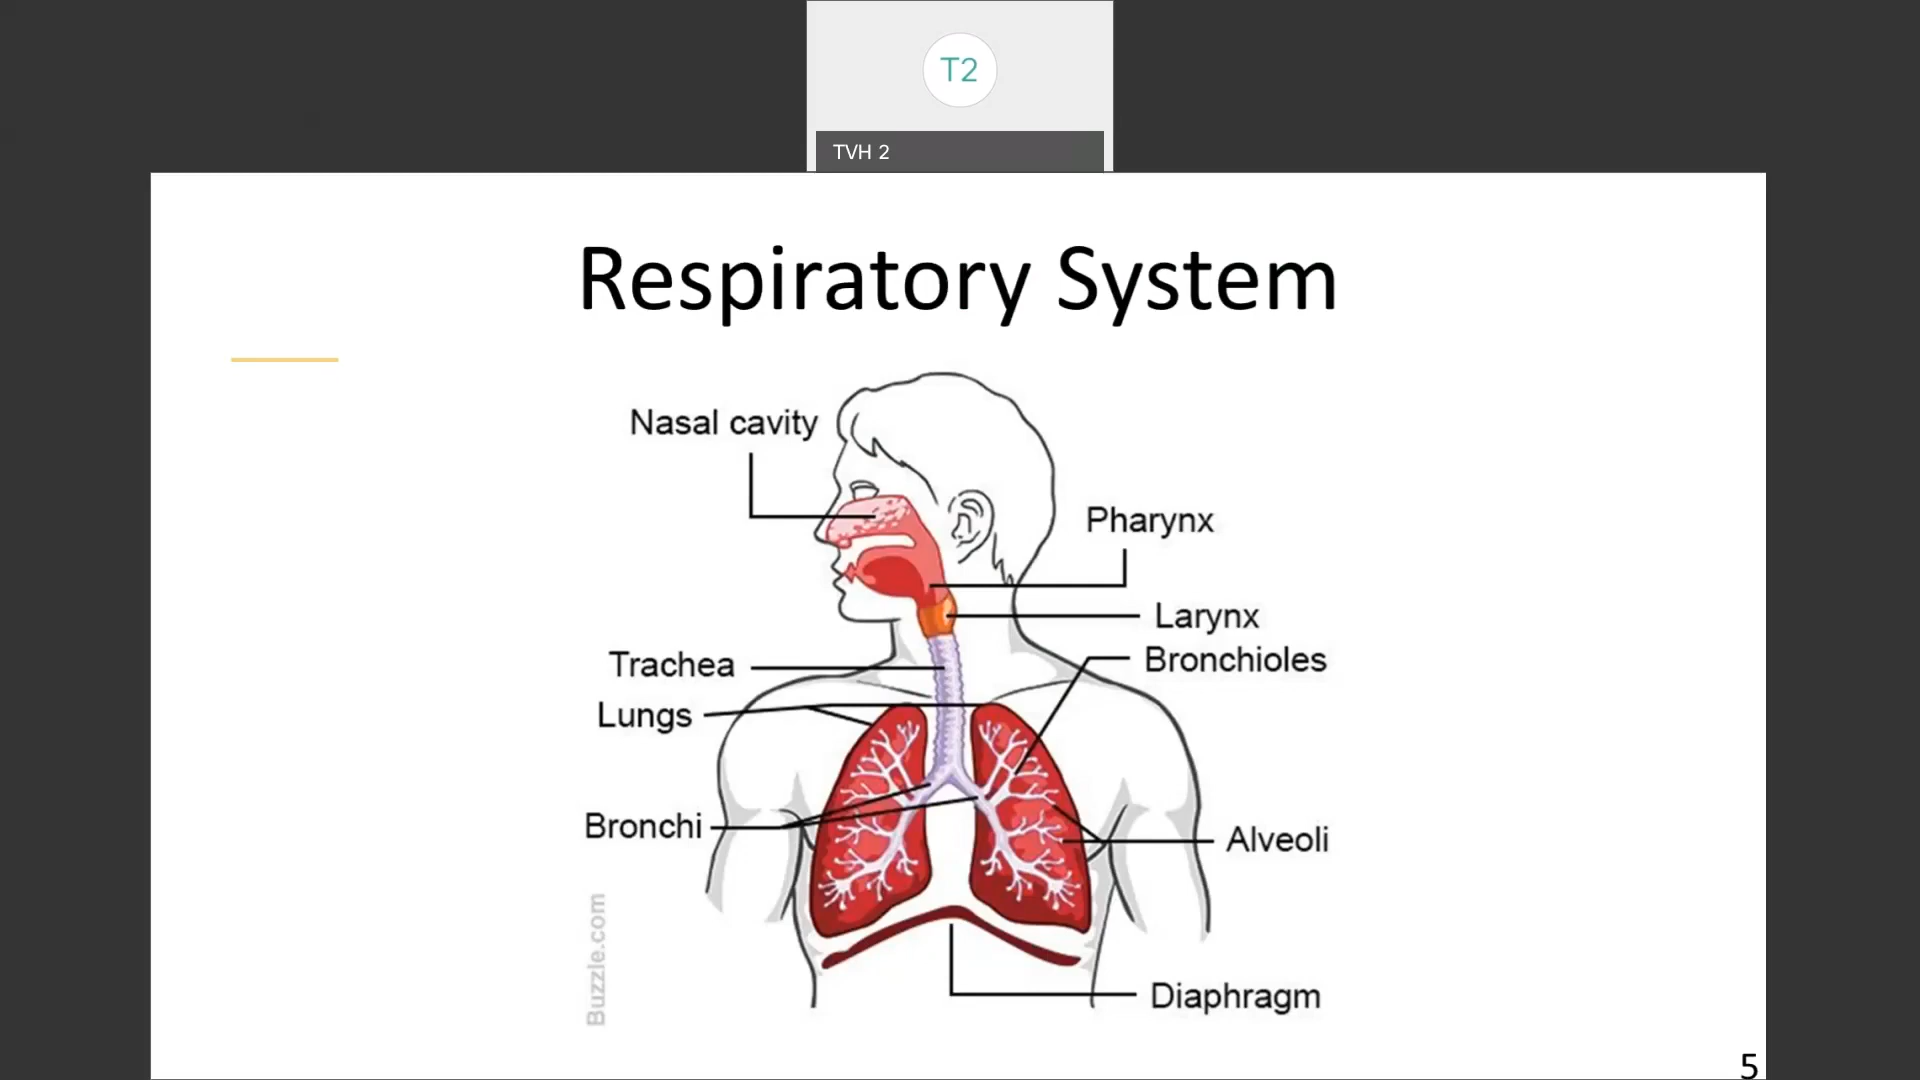 T2
TVH 2
Respiratory System
Nasal cavity
Pharynx
Larynx
Trachea
Bronchioles
Lungs
Bronchi
Alveoli
Buzzle.com
Diaphragm
5